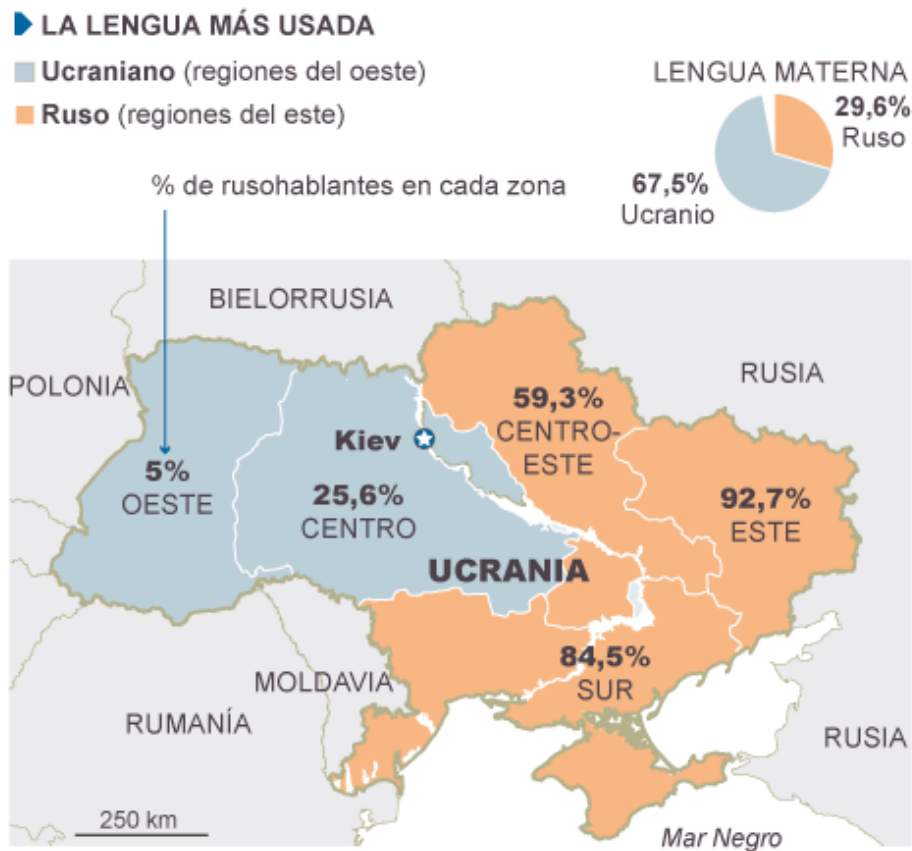 LA LENGUA MÁS USADA
Ucraniano (regiones del oeste)
Ruso (regiones del este)
LENGUA MATERNA
29,6%
Ruso
67,5%
Ucranio
% de rusohablantes en cada zona
BIELORRUSIA
POLONIA
RUSIA
59,3%
CENTRO-
ESTE
Kiev
5%
OESTE
25,6%
CENTRO
92,7%
ESTE
UCRANIA
84,5%
SUR
MOLDAVIA
RUMANÍA
RUSIA
250 km
Mar Negro